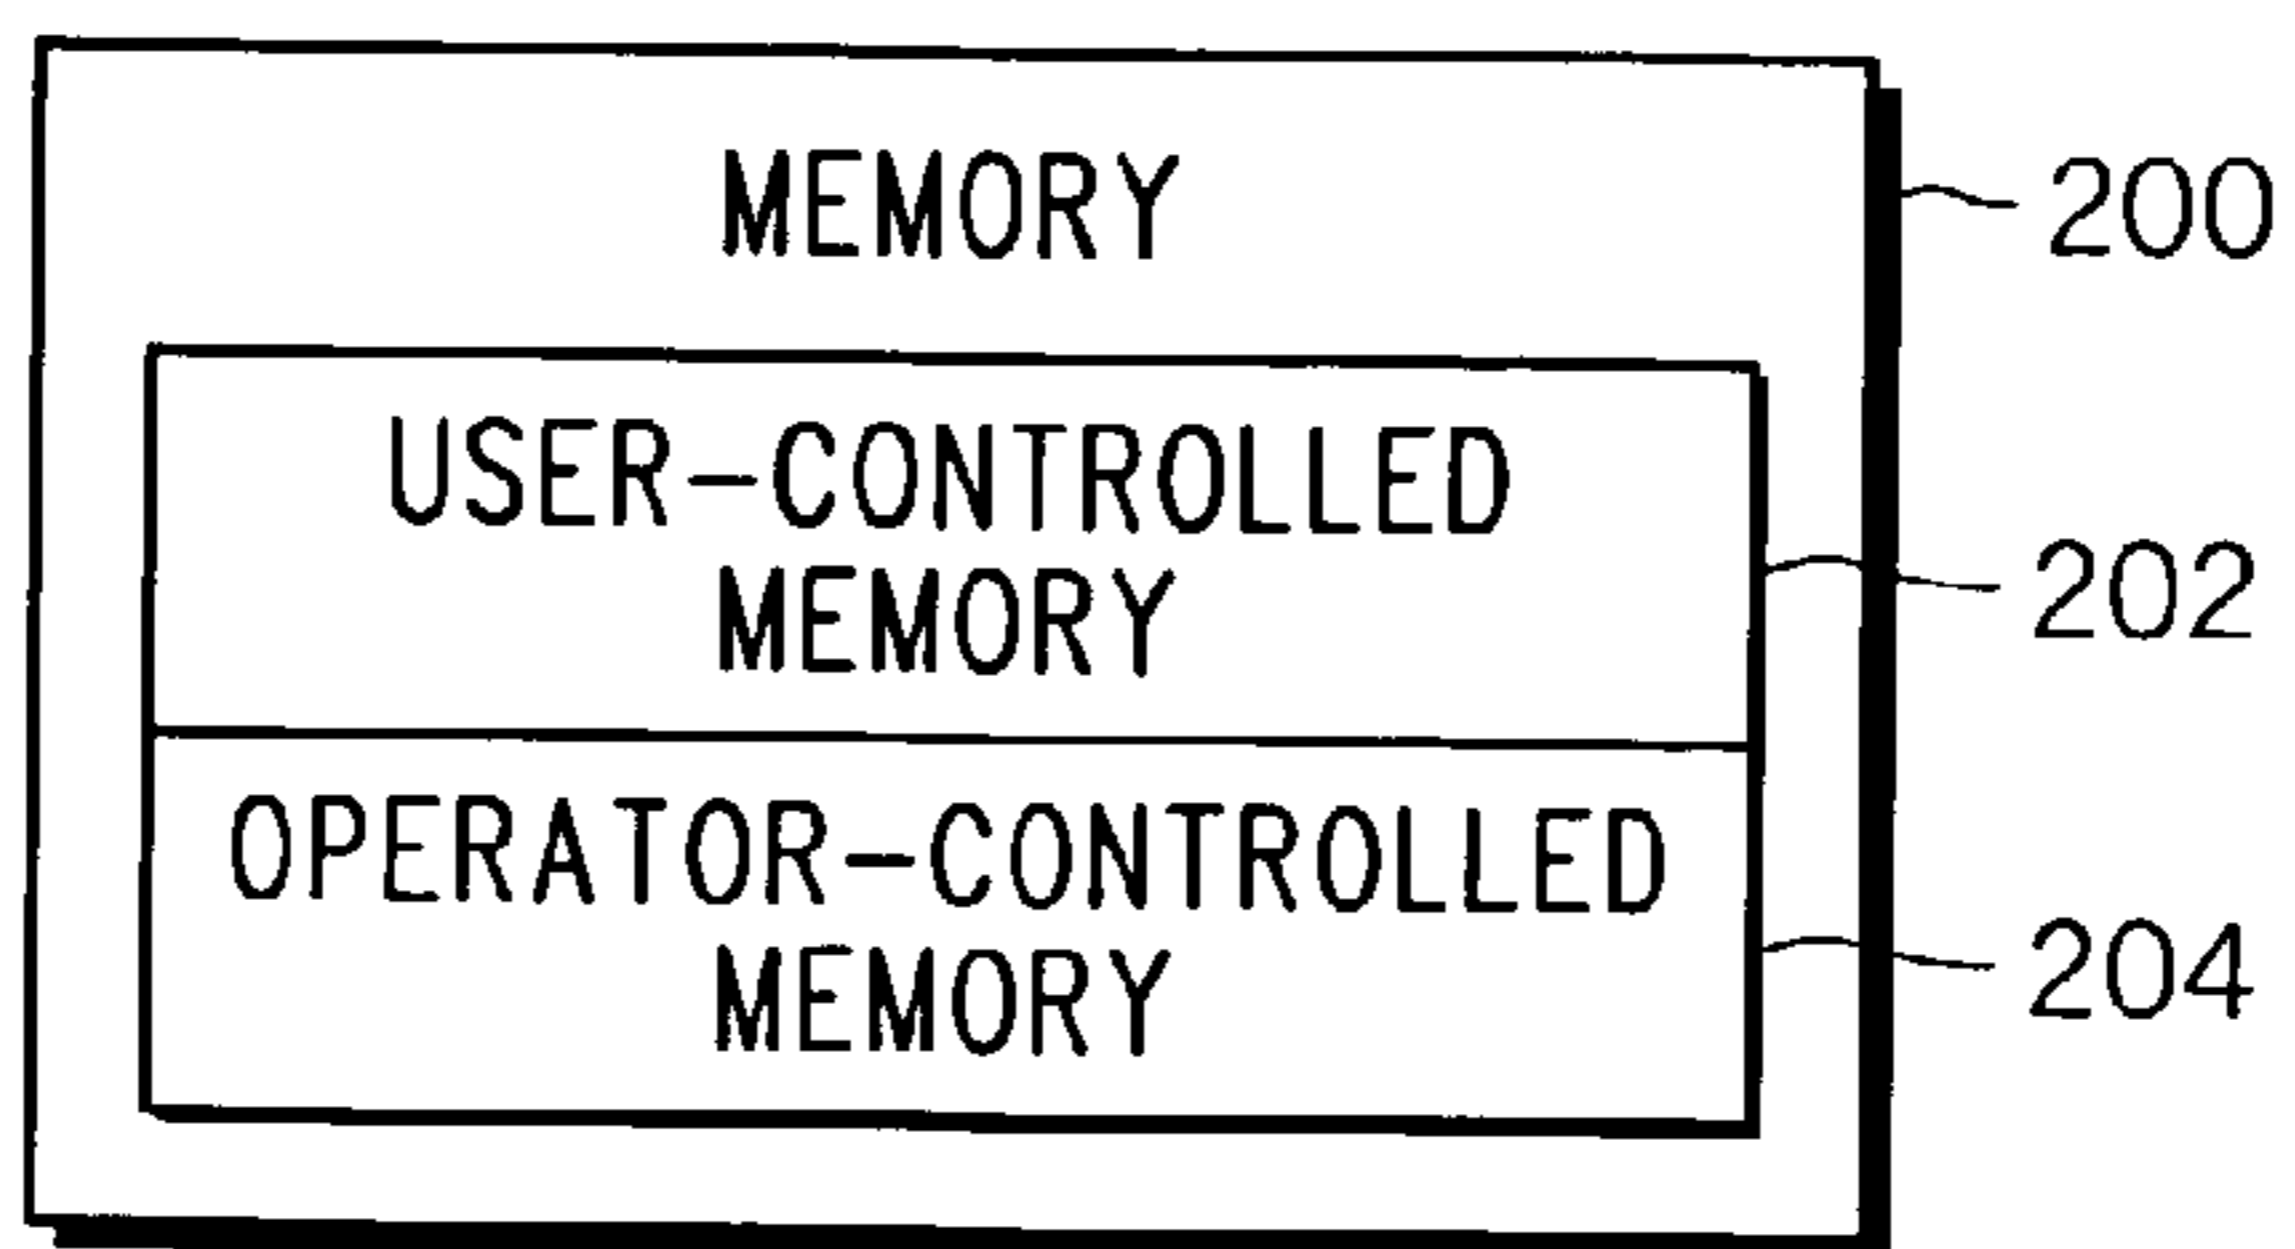 MEMORY
200
USER-CONTROLLED
MEMORY
202
OPERATOR-CONTROLLED
MEMORY
204